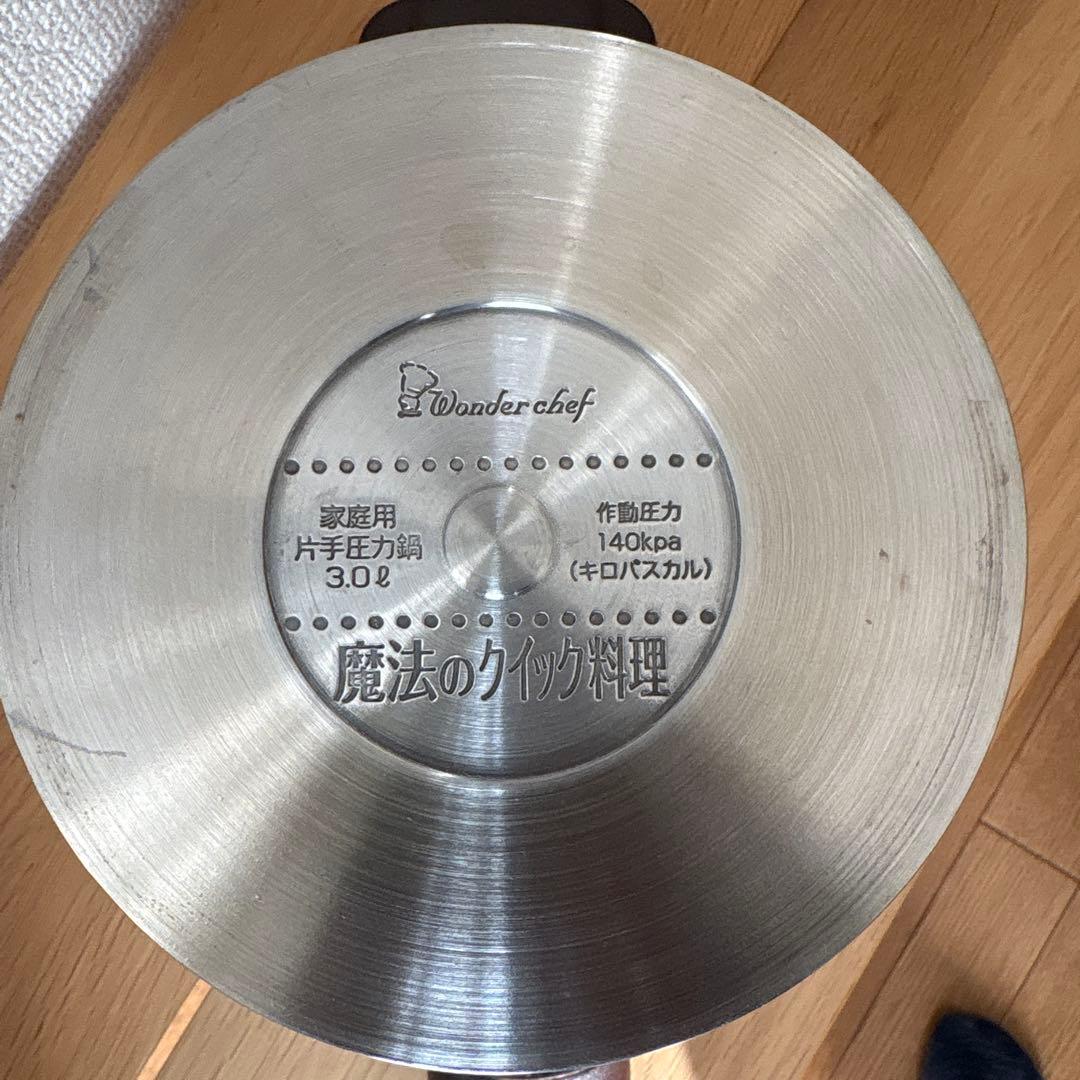 Wonder chef
家庭用
片手圧力鍋
3.0ℓ
作動圧力
140kpa
(キロパスカル)
魔法のクイック料理